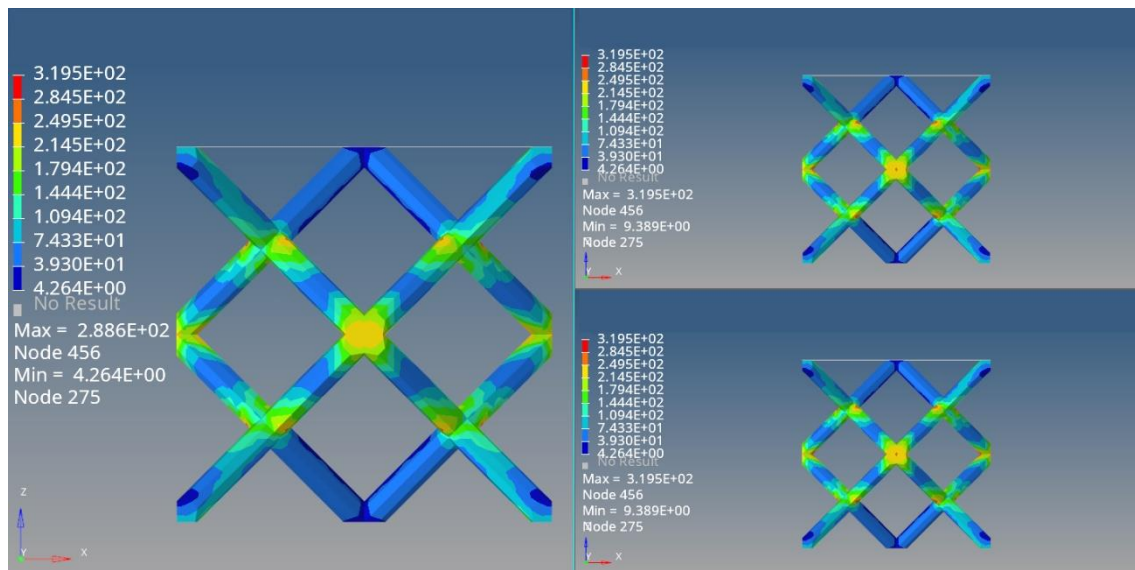 3.195E+02
2.845E+02
2.495E+02
2.145E+02
1.794E+02
1.444E+02
1.094E+02
7.433E+01
3.930E+01
4.264E+00
No Result
Max = 2.886E+02
Node 456
Min = 4.264E+00
Node 275
Z
Y
X
3.195E+02
2.845E+02
2.495E+02
2.145E+02
1.794E+02
1.444E+02
1.094E+02
7.433E+01
3.930E+01
4.264E+00
No Result
Max = 3.195E+02
Node 456
Min = 9.389E+00
Node 275
Y
X
3.195E+02
2.845E+02
2.495E+02
2.145E+02
1.794E+02
1.444E+02
1.094E+02
7.433E+01
3.930E+01
4.264E+00
No Result
Max = 3.195E+02
Node 456
Min = 9.389E+00
Node 275
Y
X